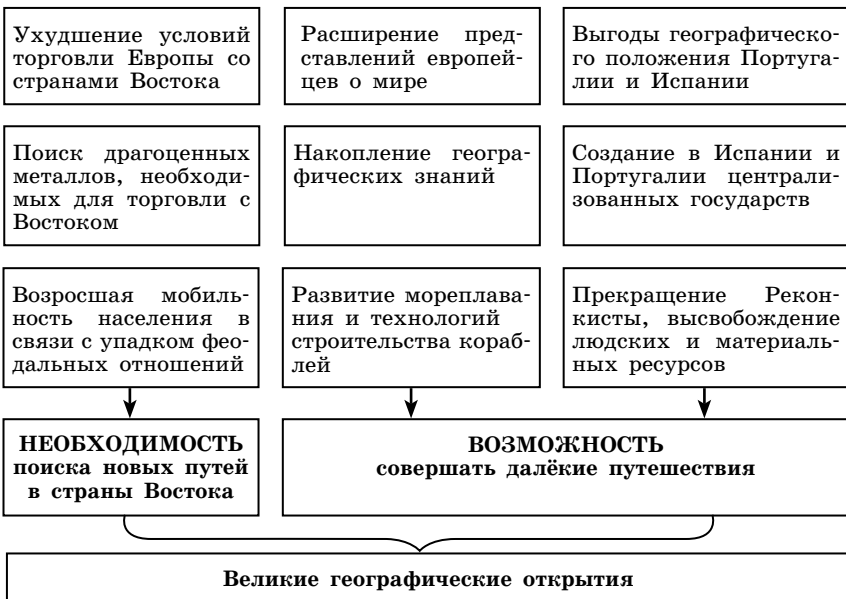 Ухудшение условий
торговли Европы со
странами Востока
Расширение пред-
ставлений европей-
цев о мире
Выгоды географическо-
го положения Португа-
лии и Испании
Поиск драгоценных
металлов, необходи-
мых для торговли с
Востоком
Накопление геогра-
фических знаний
Создание в Испании и
Португалии централи-
зованных государств
Возросшая мобиль-
ность населения в
связи с упадком фео-
дальных отношений
Развитие мореплава-
ния и технологий
строительства кораб-
лей
Прекращение Рекон-
кисты, высвобождение
людских и материаль-
ных ресурсов
НЕОБХОДИМОСТЬ
поиска новых путей
в страны Востока
ВОЗМОЖНОСТЬ
совершать далёкие путешествия
Великие географические открытия